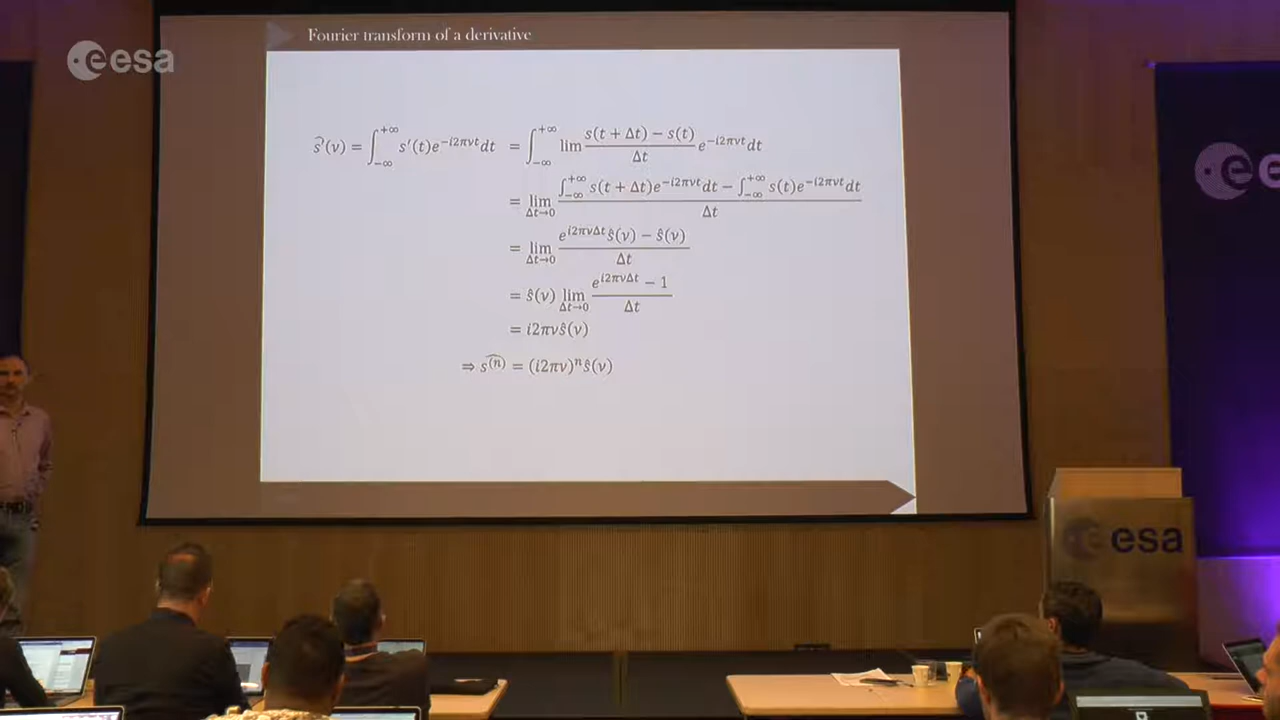 Fourier transform of a derivative
esa
ŝ'(ν) = ∫_{−∞}^{+∞} s'(t)e^{−i2πνt}dt = ∫_{−∞}^{+∞} lim (s(t + Δt) − s(t))/Δt e^{−i2πνt}dt
= lim_{Δt→0} (∫_{−∞}^{+∞} s(t + Δt)e^{−i2πνt}dt − ∫_{−∞}^{+∞} s(t)e^{−i2πνt}dt)/Δt
= lim_{Δt→0} (e^{i2πνΔt}ŝ(ν) − ŝ(ν))/Δt
= ŝ(ν) lim_{Δt→0} (e^{i2πνΔt} − 1)/Δt
= i2πνŝ(ν)
⇒ \widehat{s^{(n)}} = (i2πν)^n ŝ(ν)
esa